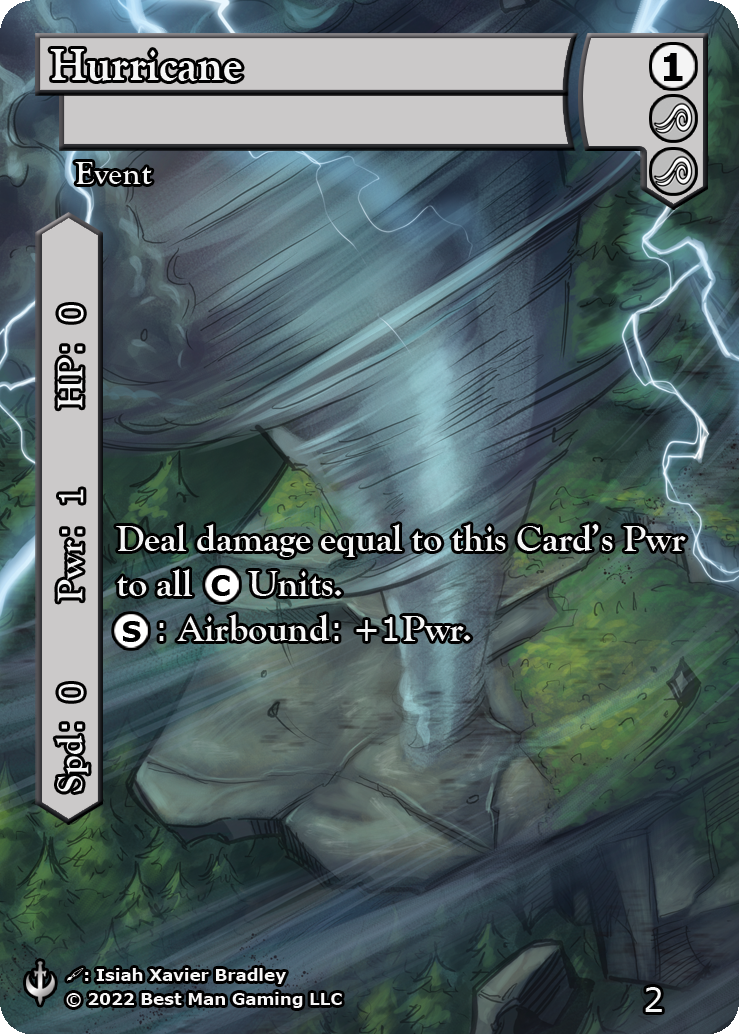 Hurricane
1
Event
HP: 0
Pwr: 1
Spd: 0
Deal damage equal to this Card's Pwr
to all C Units.
S: Airbound: +1Pwr.
: Isiah Xavier Bradley
© 2022 Best Man Gaming LLC
2